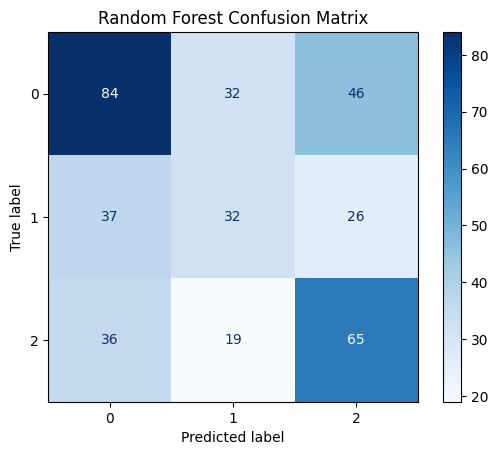 Random Forest Confusion Matrix
0 84 32 46
1 37 32 26
2 36 19 65
0 1 2
Predicted label
True label
80
70
60
50
40
30
20